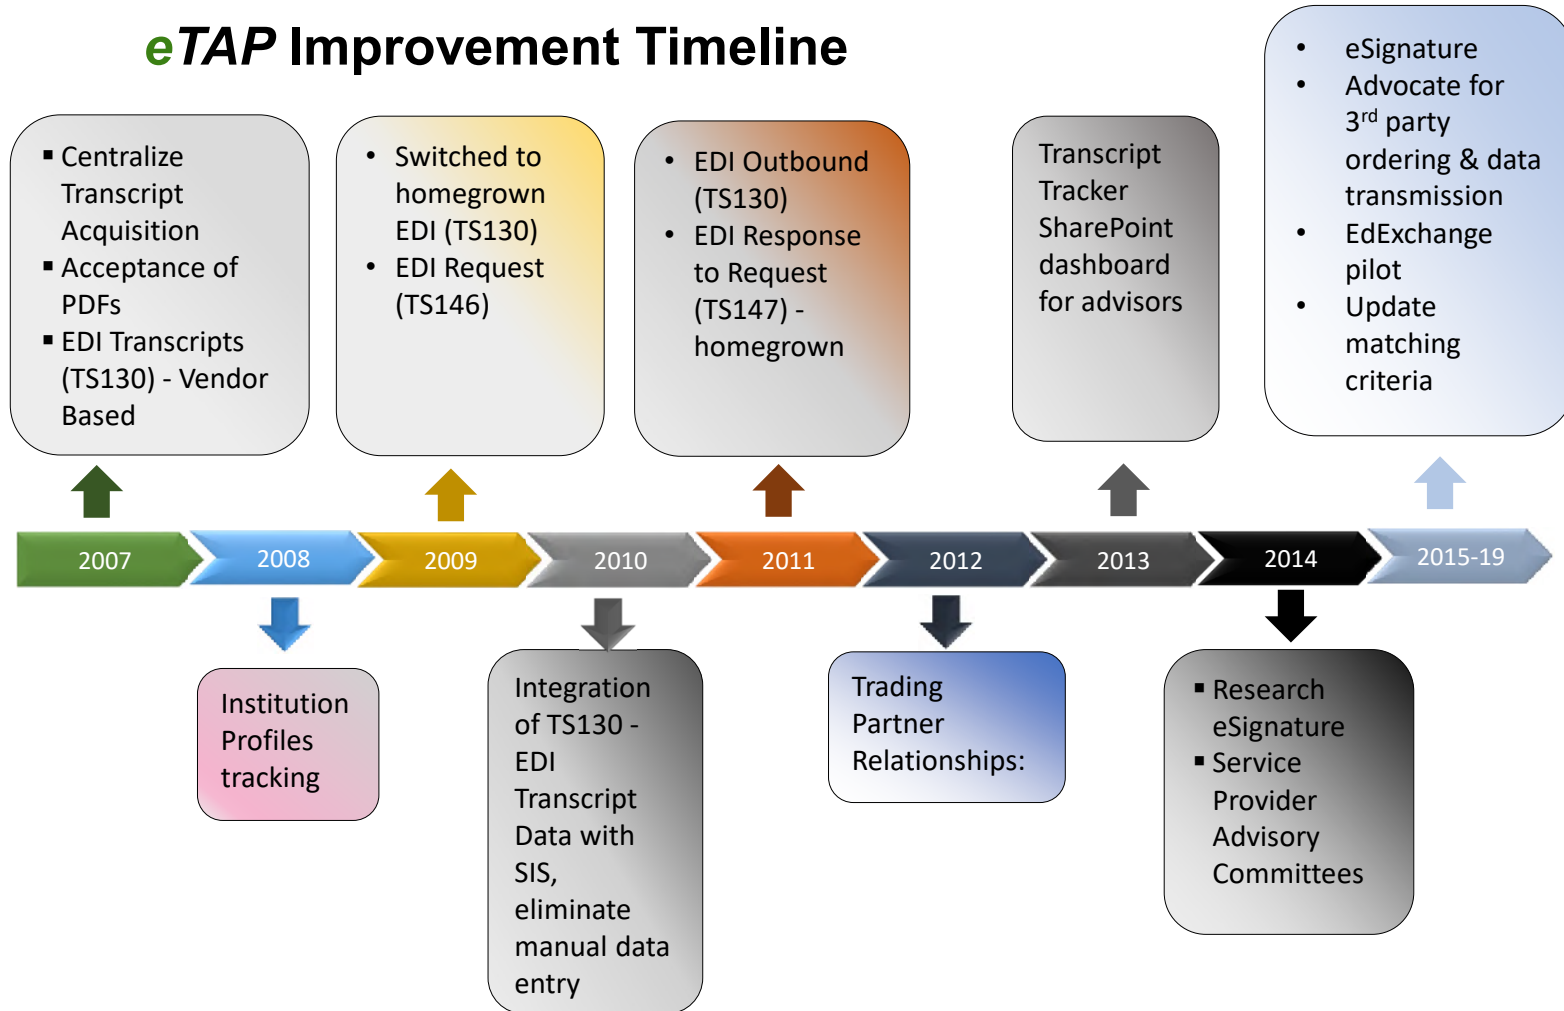 eTAP Improvement Timeline
▪ Centralize
Transcript
Acquisition
▪ Acceptance of
PDFs
▪ EDI Transcripts
(TS130) - Vendor
Based
• Switched to
homegrown
EDI (TS130)
• EDI Request
(TS146)
• EDI Outbound
(TS130)
• EDI Response
to Request
(TS147) -
homegrown
Transcript
Tracker
SharePoint
dashboard
for advisors
• eSignature
• Advocate for
3rd party
ordering & data
transmission
• EdExchange
pilot
• Update
matching
criteria
2007
2008
2009
2010
2011
2012
2013
2014
2015-19
Institution
Profiles
tracking
Integration
of TS130 -
EDI
Transcript
Data with
SIS,
eliminate
manual data
entry
Trading
Partner
Relationships:
▪ Research
eSignature
▪ Service
Provider
Advisory
Committees